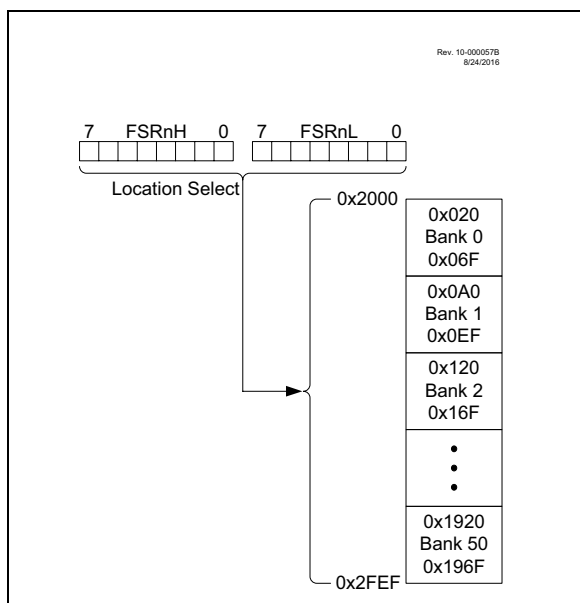 Rev. 10-000057B
8/24/2016
7 FSRnH 0 7 FSRnL 0
Location Select
0x2000
0x020
Bank 0
0x06F
0x0A0
Bank 1
0x0EF
0x120
Bank 2
0x16F
0x1920
Bank 50
0x196F
0x2FEF